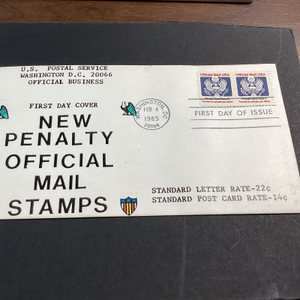 U.S. POSTAL SERVICE
WASHINGTON D.C. 20066
OFFICIAL BUSINESS
Official Mail USA
Official Mail USA
FIRST DAY COVER
WASHINGTON, DC
FEB 4
1985
20066
FIRST DAY OF ISSUE
NEW
PENALTY
OFFICIAL
MAIL
STAMPS
STANDARD LETTER RATE-22¢
STANDARD POST CARD RATE-14¢